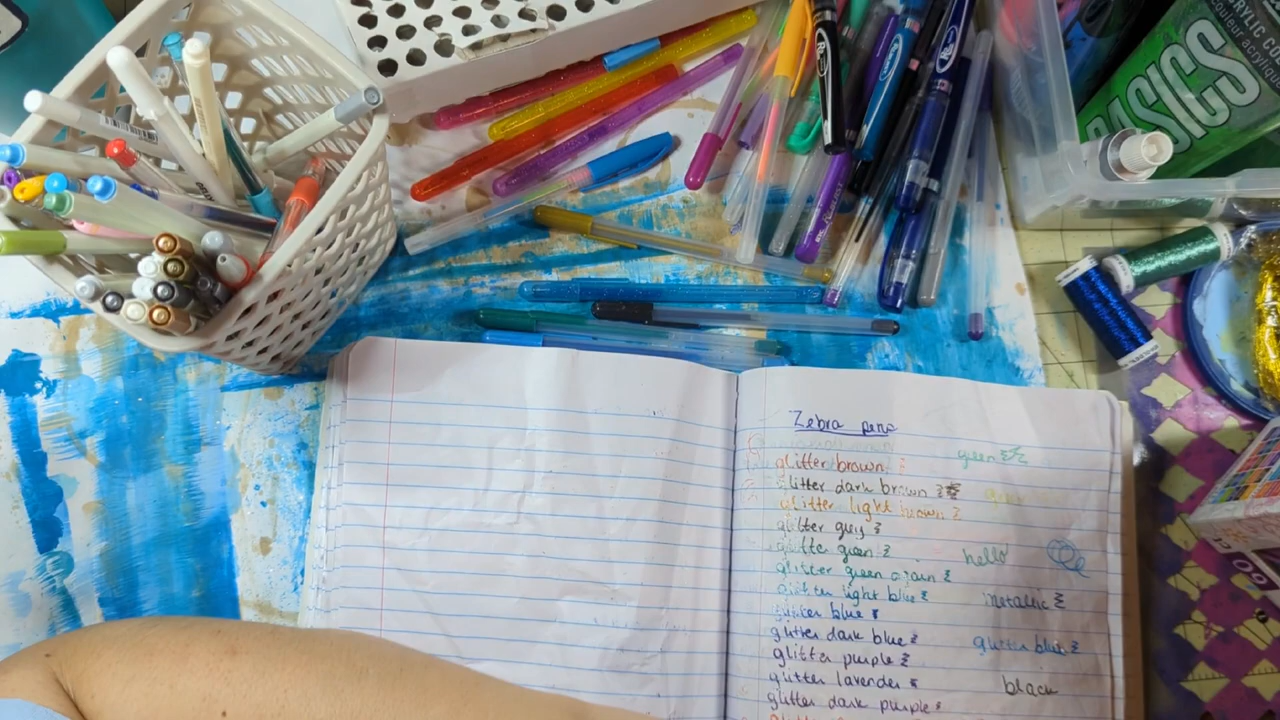 BASICS
Zebra pens
green
glitter brown
glitter dark brown
glitter light brown
glitter grey
glitter green
hello
glitter green again
glitter light blue
metallic
glitter blue
glitter dark blue
glitter blue
glitter purple
glitter lavender
black
glitter dark purple